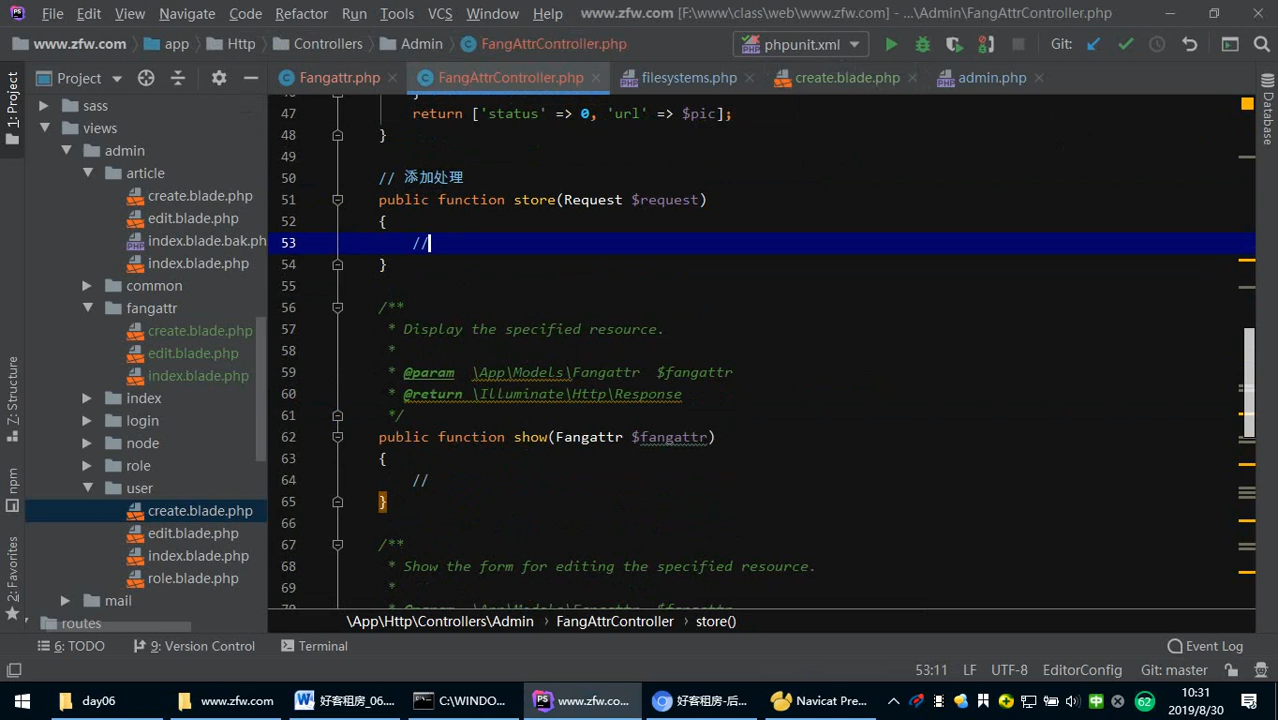 File Edit View Navigate Code Refactor Run Tools VCS Window Help www.zfw.com [F:\www\class\web\www.zfw.com] - ...\Admin\FangAttrController.php
www.zfw.com app Http Controllers Admin FangAttrController.php phpunit.xml Git:
Project Fangattr.php FangAttrController.php filesystems.php create.blade.php admin.php
1: Project
Z: Structure
npm
2: Favorites
Database
sass
views
admin
article
create.blade.php
edit.blade.php
index.blade.bak.ph
index.blade.php
common
fangattr
create.blade.php
edit.blade.php
index.blade.php
index
login
node
role
user
create.blade.php
edit.blade.php
index.blade.php
role.blade.php
mail
routes
47 return ['status' => 0, 'url' => $pic];
48 }
49
50 // 添加处理
51 public function store(Request $request)
52 {
53 //
54 }
55
56 /**
57 * Display the specified resource.
58 *
59 * @param \App\Models\Fangattr $fangattr
60 * @return \Illuminate\Http\Response
61 */
62 public function show(Fangattr $fangattr)
63 {
64 //
65 }
66
67 /**
68 * Show the form for editing the specified resource.
69 *
\App\Http\Controllers\Admin › FangAttrController › store()
6: TODO 9: Version Control Terminal Event Log
53:11 LF UTF-8 EditorConfig Git: master
day06 www.zfw.com 好客租房_06.... C:\WINDO... www.zfw.co... 好客租房-后... Navicat Pre... 62 10:31
2019/8/30